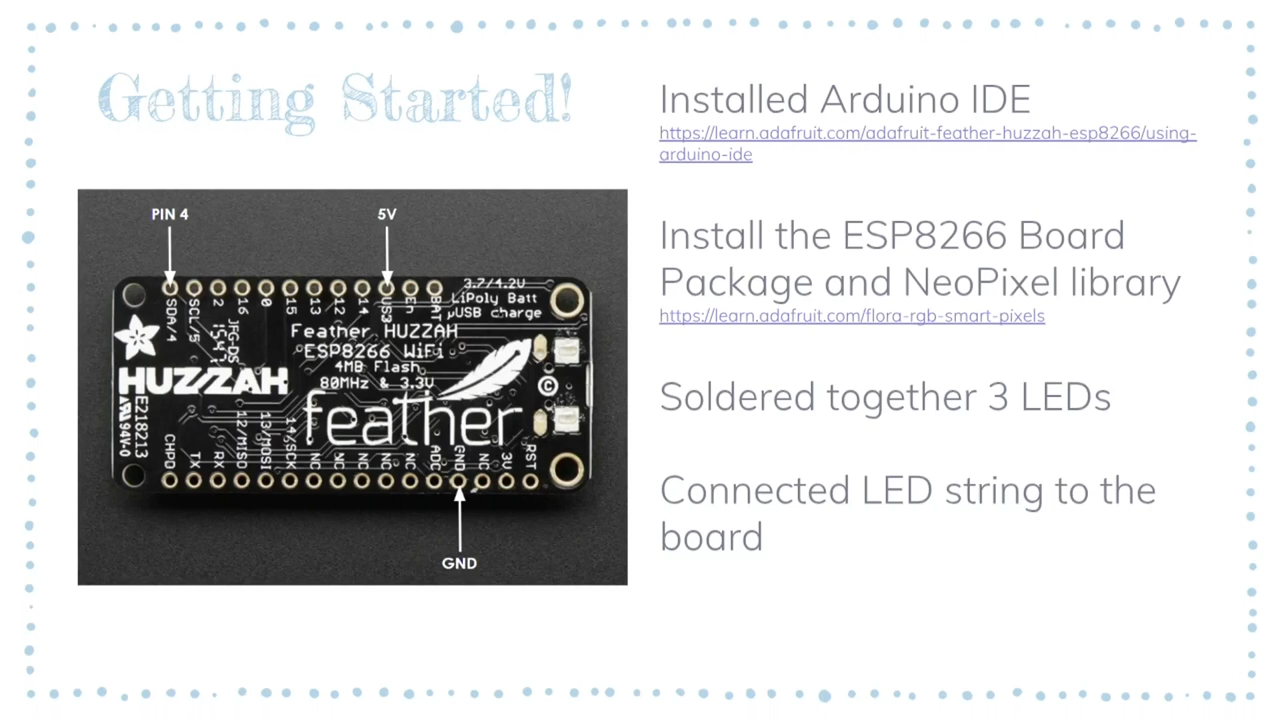 Getting Started!
Installed Arduino IDE
https://learn.adafruit.com/adafruit-feather-huzzah-esp8266/using-
arduino-ide
Install the ESP8266 Board
Package and NeoPixel library
https://learn.adafruit.com/flora-rgb-smart-pixels
Soldered together 3 LEDs
Connected LED string to the
board
PIN 4
5V
SDA/4
SCL/5
2
16
0
15
13
12
14
USB
En
BAT
3.7/4.2V
LiPoly Batt
µUSB charge
Feather HUZZAH
ESP8266 WiFi
4MB Flash
80MHz & 3.3V
HUZZAH
feather
E218213
94V-0
CHPD
TX
RX
12/MISO
13/MOSI
14/SCK
NC
NC
NC
NC
NC
ADC
GND
NC
3V
RST
GND